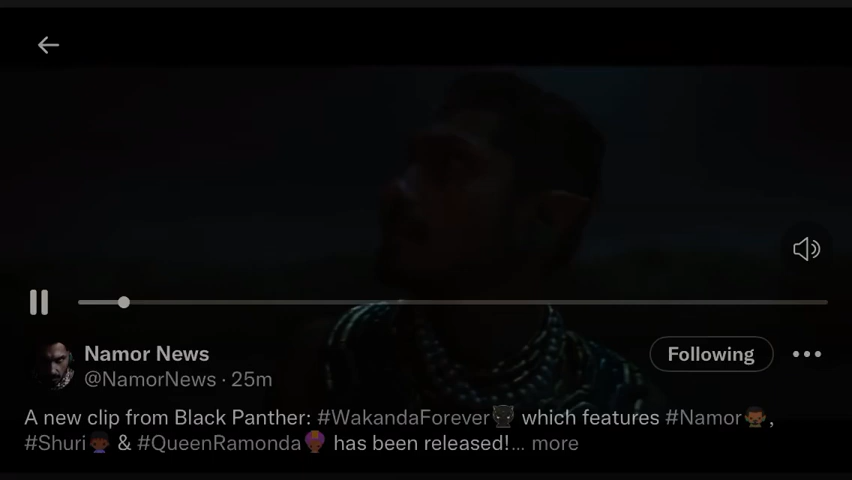 Namor News
Following
@NamorNews · 25m
A new clip from Black Panther: #WakandaForever which features #Namor,
#Shuri & #QueenRamonda has been released!... more